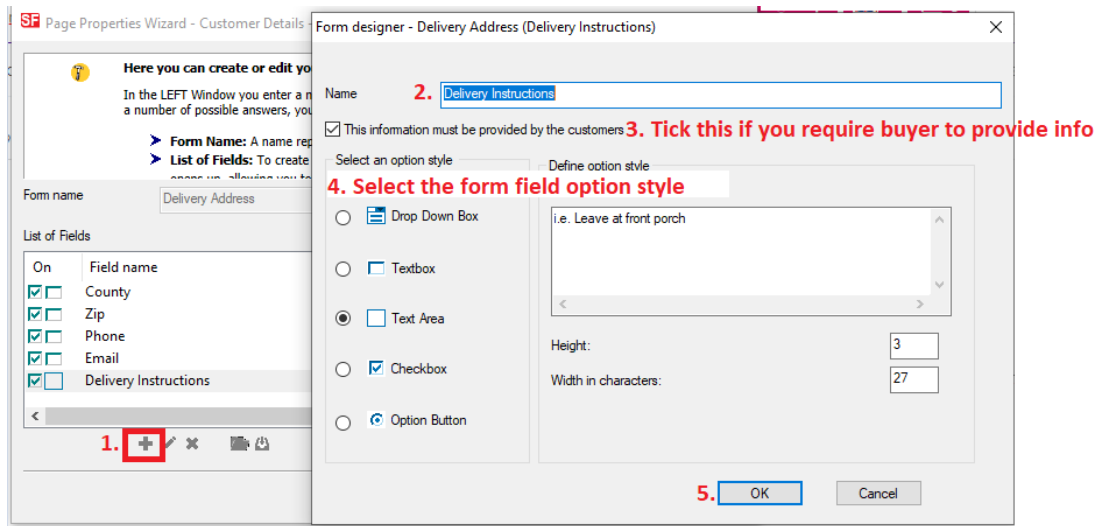 SF Page Properties Wizard - Customer Details -
Here you can create or edit yo
In the LEFT Window you enter a n
a number of possible answers, you
Form Name: A name rep
List of Fields: To create
Form name
Delivery Address
List of Fields
On Field name
County
Zip
Phone
Email
Delivery Instructions
1.
Form designer - Delivery Address (Delivery Instructions)
Name 2. Delivery Instructions
This information must be provided by the customers 3. Tick this if you require buyer to provide info
Select an option style
4. Select the form field option style
Drop Down Box
Textbox
Text Area
Checkbox
Option Button
Define option style
i.e. Leave at front porch
Height: 3
Width in characters: 27
5. OK Cancel